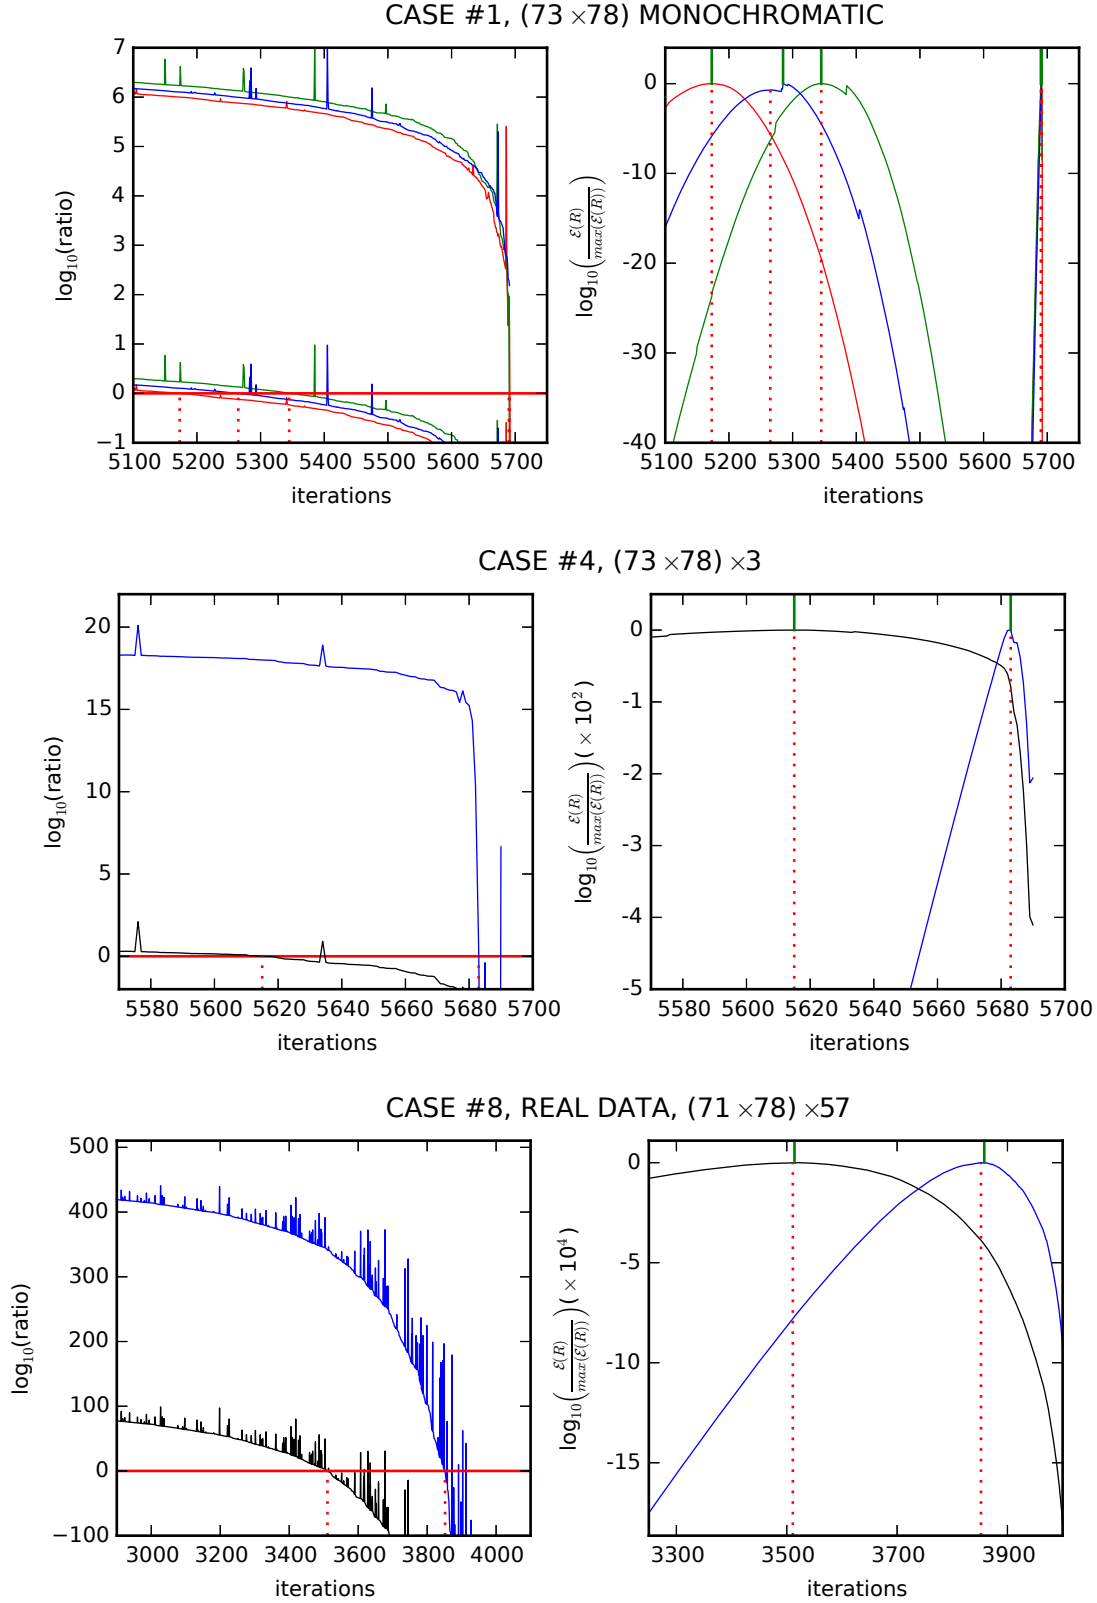 CASE #1, (73 ×78) MONOCHROMATIC
log₁₀(ratio)
7
6
5
4
3
2
1
0
−1
5100 5200 5300 5400 5500 5600 5700
iterations
log₁₀(ℰ(R)/max(ℰ(R)))
0
-10
-20
-30
-40
5100 5200 5300 5400 5500 5600 5700
iterations
CASE #4, (73 ×78) ×3
log₁₀(ratio)
20
15
10
5
0
5580 5600 5620 5640 5660 5680 5700
iterations
log₁₀(ℰ(R)/max(ℰ(R)))(×10²)
0
-1
-2
-3
-4
-5
5580 5600 5620 5640 5660 5680 5700
iterations
CASE #8, REAL DATA, (71 ×78) ×57
log₁₀(ratio)
500
400
300
200
100
0
−100
3000 3200 3400 3600 3800 4000
iterations
log₁₀(ℰ(R)/max(ℰ(R)))(×10⁴)
0
-5
-10
-15
3300 3500 3700 3900
iterations